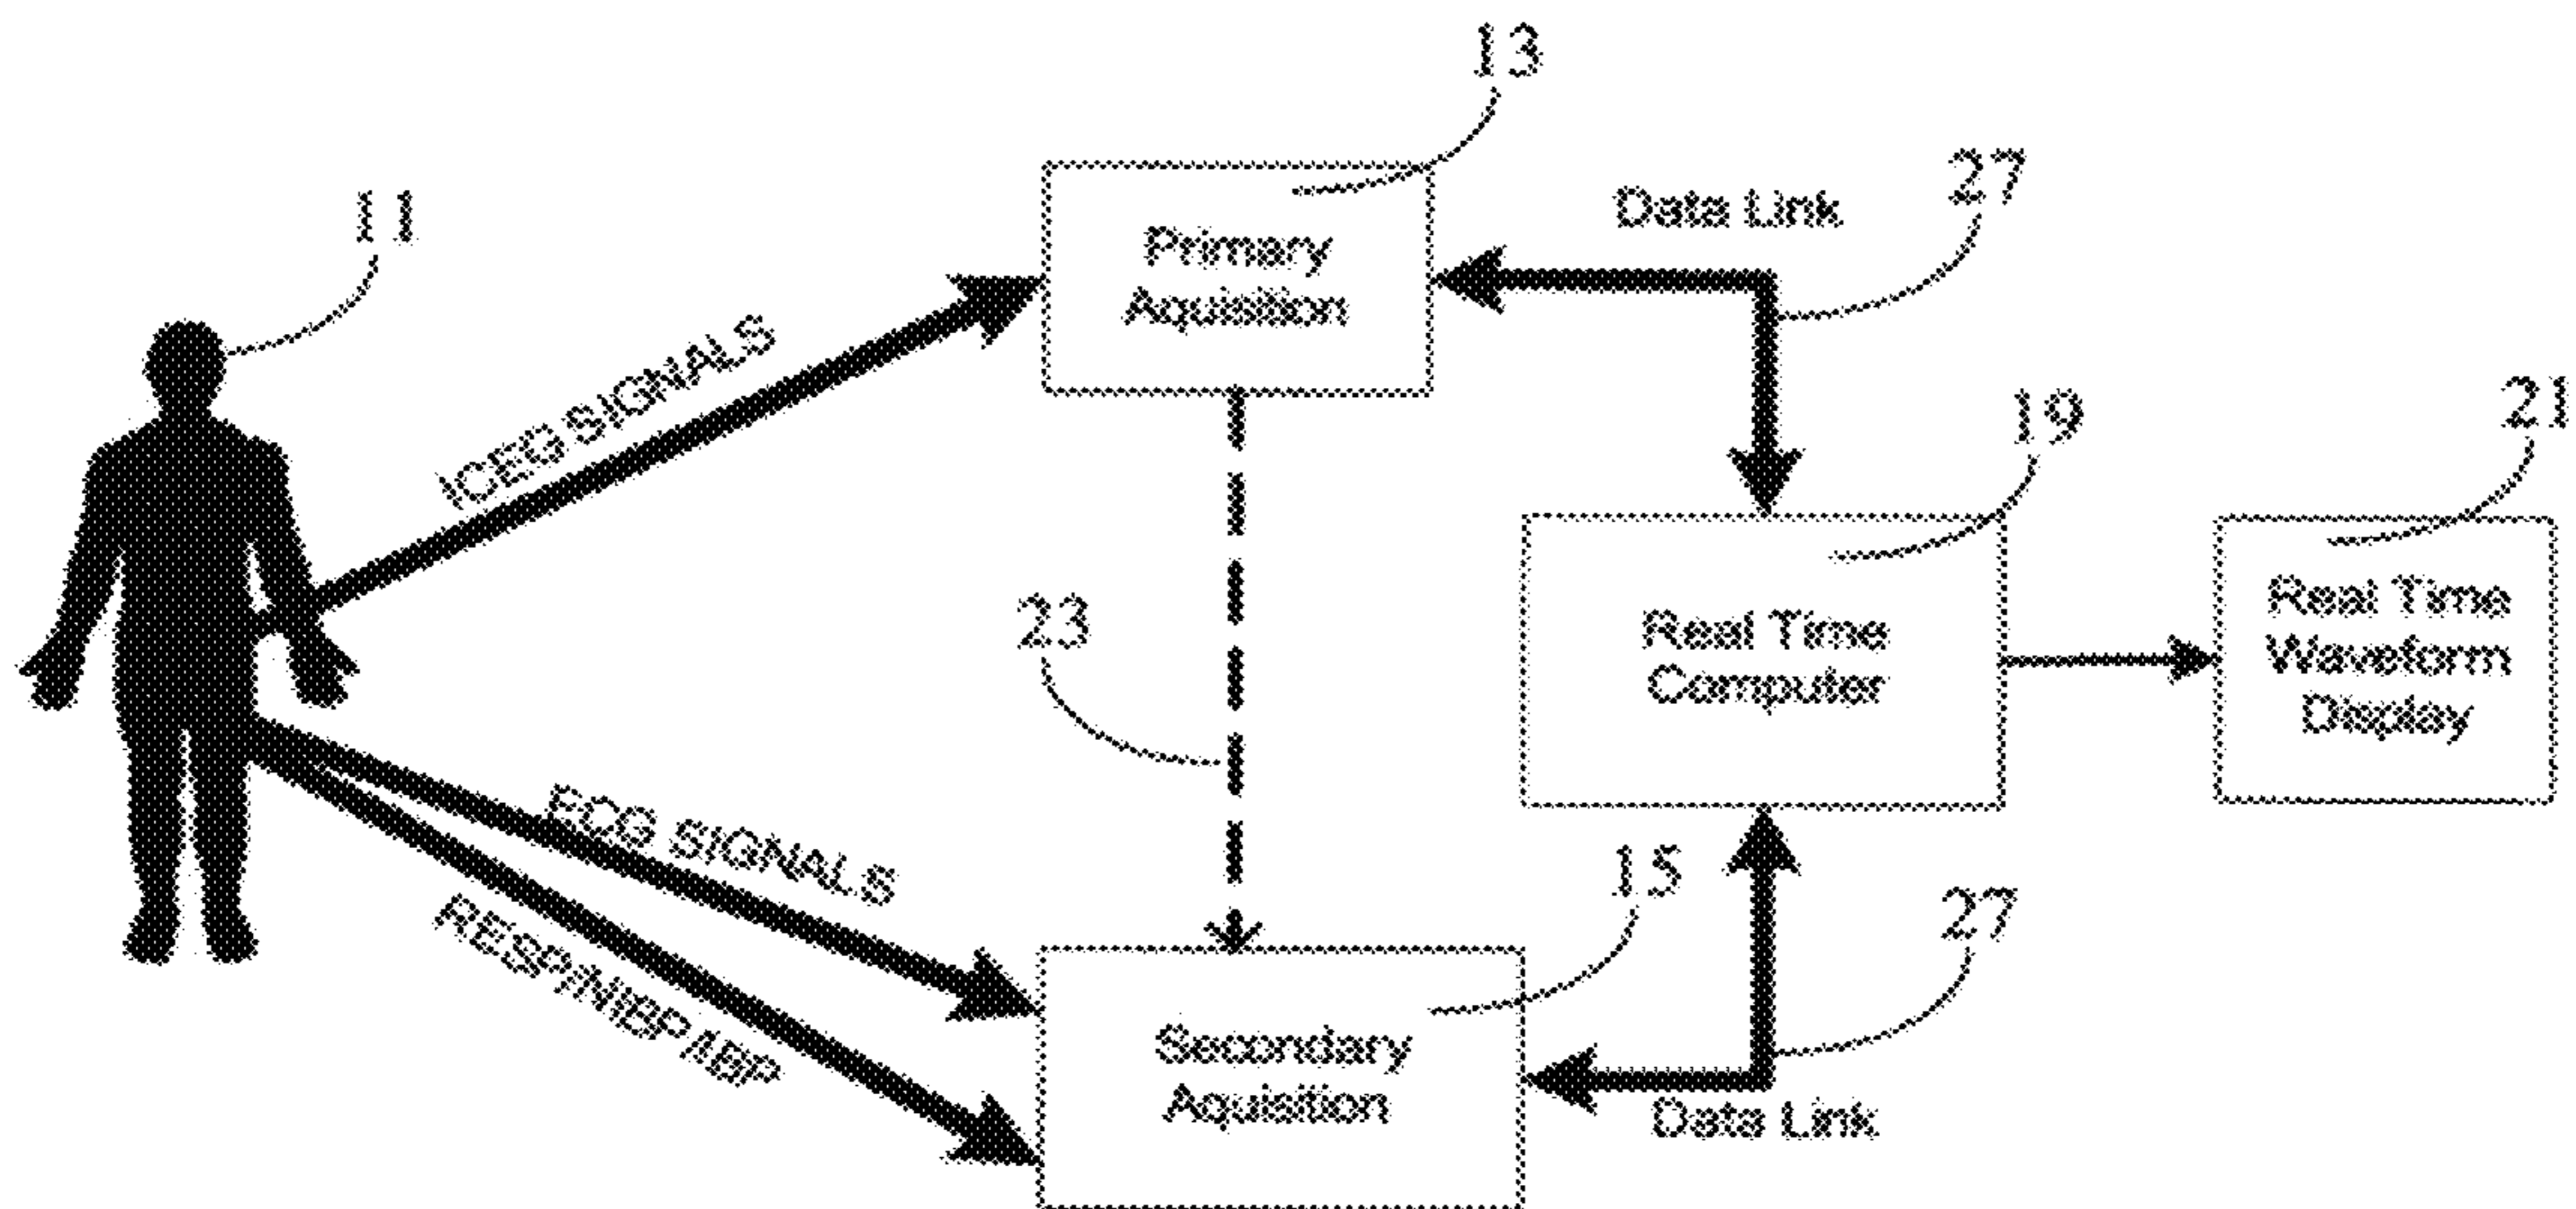 13
27
Data Link
11
Primary
Aquisition
ICEG SIGNALS
19
21
23
Real Time
Computer
Real Time
Waveform
Display
ECG SIGNALS
15
27
RESP/NIBP/IBP
Secondary
Aquisition
Data Link